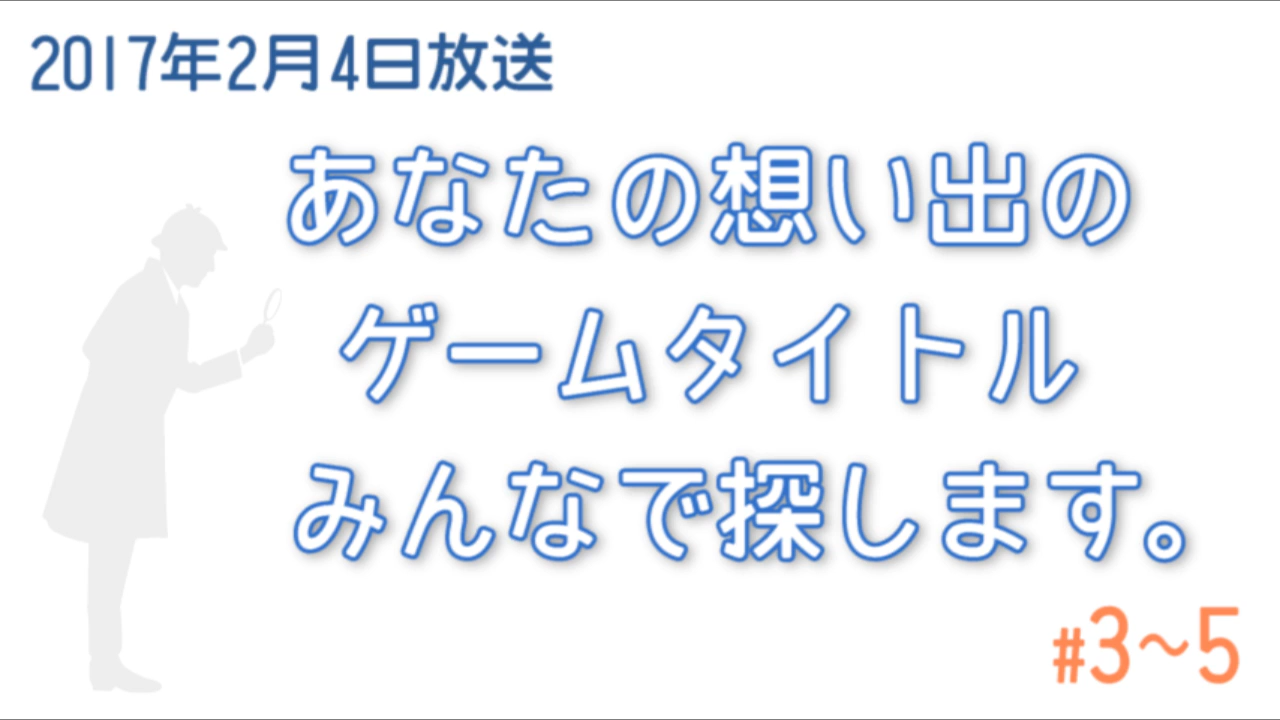 2017年2月4日放送
あなたの想い出の
ゲームタイトル
みんなで探します。
#3～5